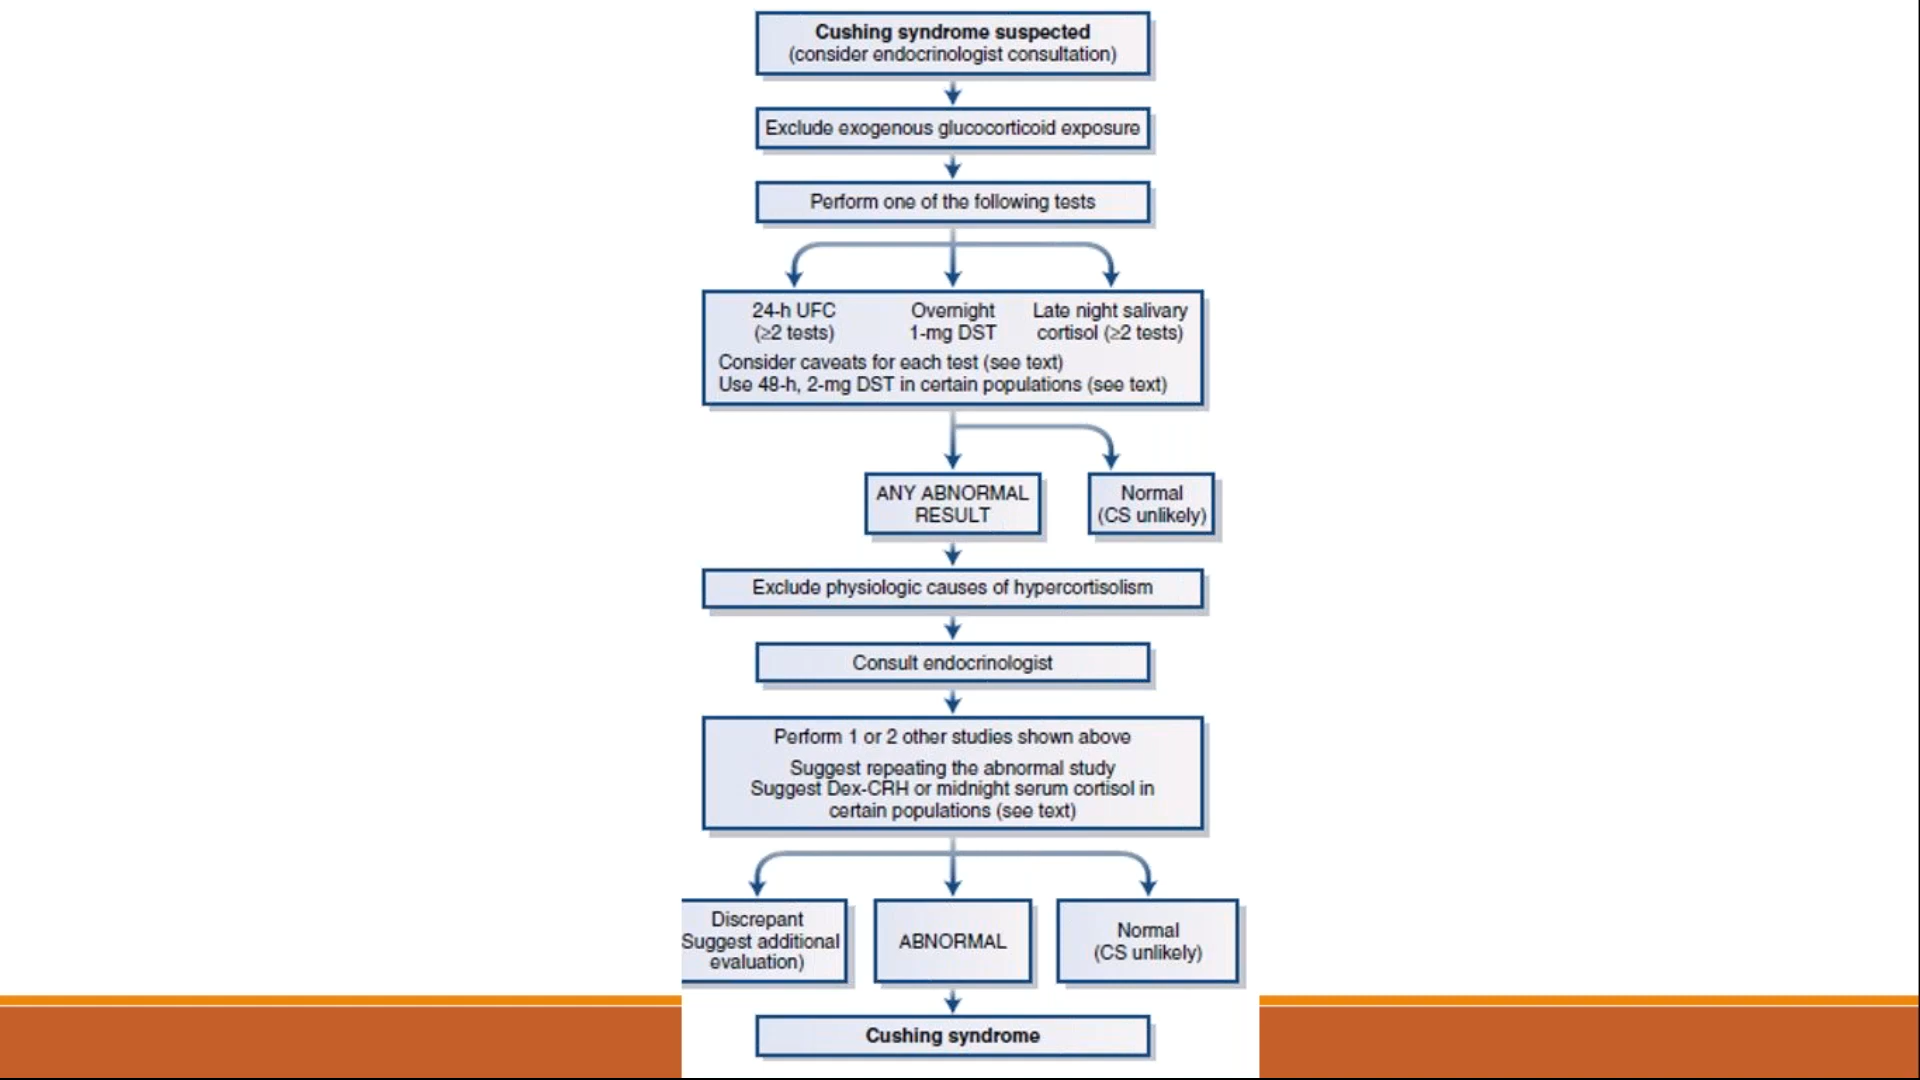 Cushing syndrome suspected
(consider endocrinologist consultation)
Exclude exogenous glucocorticoid exposure
Perform one of the following tests
24-h UFC
(≥2 tests)
Overnight
1-mg DST
Late night salivary
cortisol (≥2 tests)
Consider caveats for each test (see text)
Use 48-h, 2-mg DST in certain populations (see text)
ANY ABNORMAL
RESULT
Normal
(CS unlikely)
Exclude physiologic causes of hypercortisolism
Consult endocrinologist
Perform 1 or 2 other studies shown above
Suggest repeating the abnormal study
Suggest Dex-CRH or midnight serum cortisol in
certain populations (see text)
Discrepant
Suggest additional
evaluation)
ABNORMAL
Normal
(CS unlikely)
Cushing syndrome